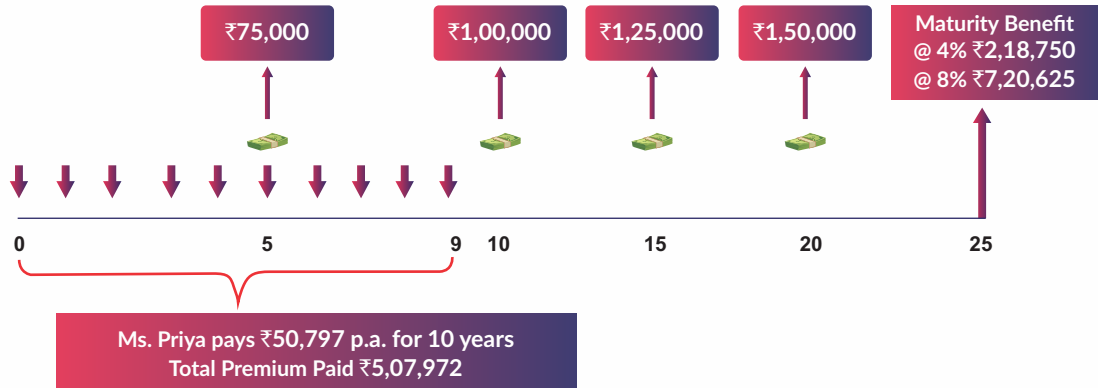 ₹75,000
₹1,00,000
₹1,25,000
₹1,50,000
Maturity Benefit
@ 4% ₹2,18,750
@ 8% ₹7,20,625
0
5
9
10
15
20
25
Ms. Priya pays ₹50,797 p.a. for 10 years
Total Premium Paid ₹5,07,972